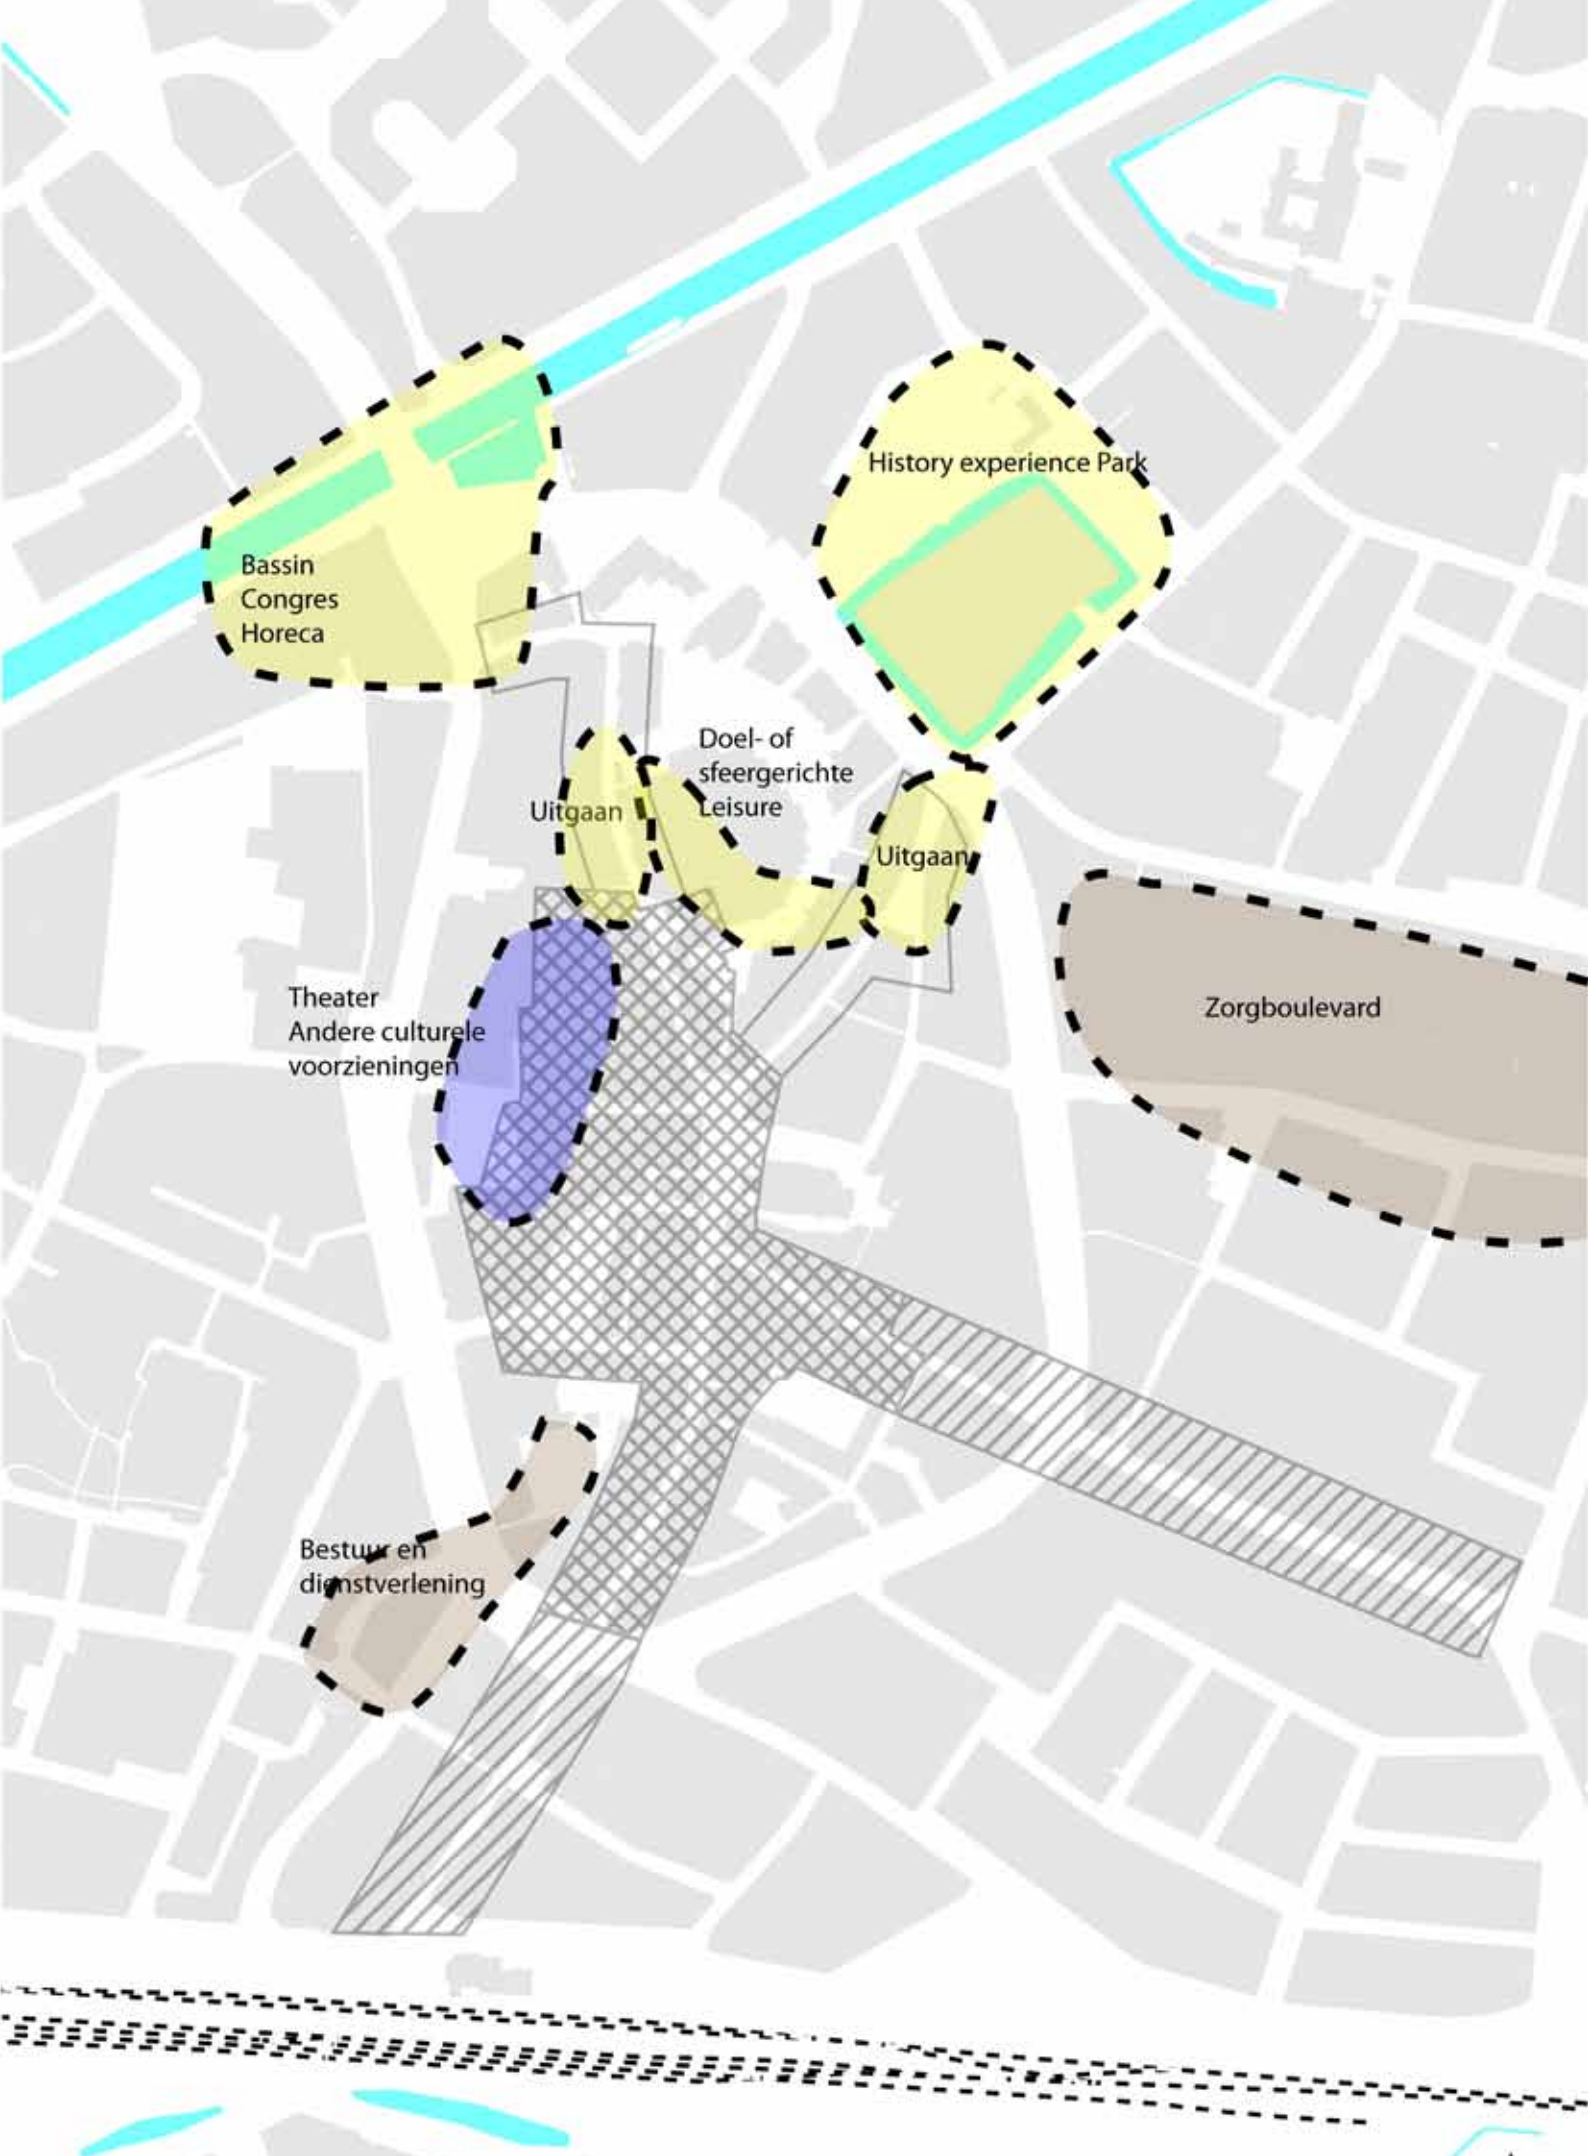 History experience Park
Bassin
Congres
Horeca
Doel- of
sfeergerichte
Leisure
Uitgaan
Uitgaan
Theater
Andere culturele
voorzieningen
Zorgboulevard
Bestuur en
dienstverlening